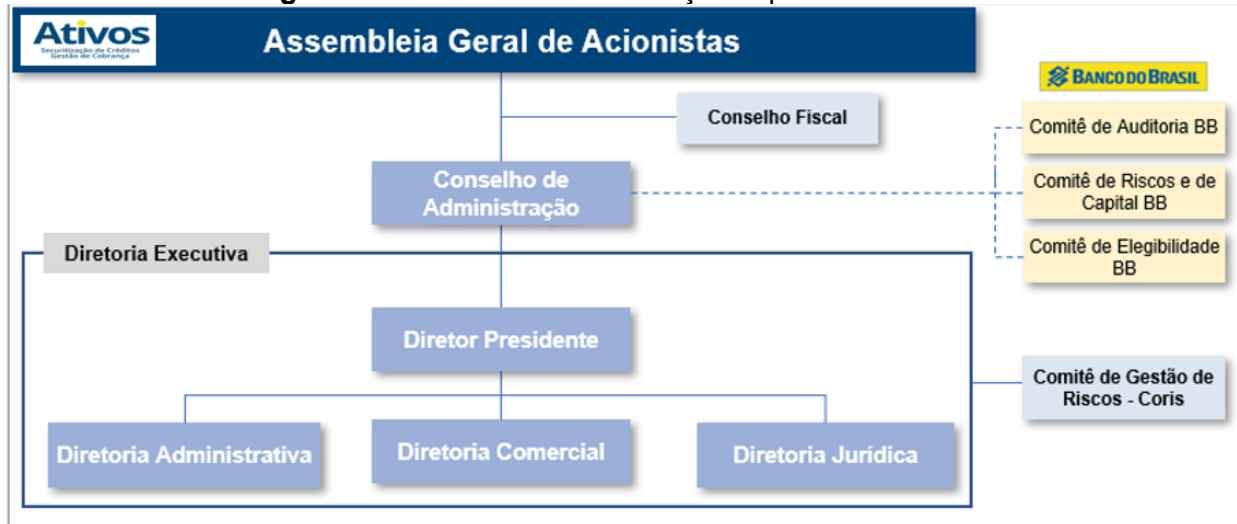 Ativos
Securitização de Créditos
Gestão de Cobrança
Assembleia Geral de Acionistas
BANCO DO BRASIL
Conselho Fiscal
Comitê de Auditoria BB
Conselho de
Administração
Comitê de Riscos e de
Capital BB
Comitê de Elegibilidade
BB
Diretoria Executiva
Diretor Presidente
Comitê de Gestão de
Riscos - Coris
Diretoria Administrativa
Diretoria Comercial
Diretoria Jurídica